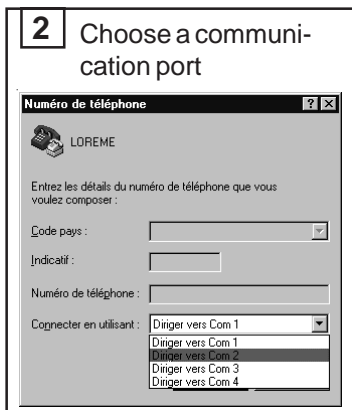 2 Choose a communi-
cation port
Numéro de téléphone ? ×
LOREME
Entrez les détails du numéro de téléphone que vous
voulez composer :
Code pays :
Indicatif :
Numéro de téléphone :
Connecter en utilisant : Diriger vers Com 1
Diriger vers Com 1
Diriger vers Com 2
Diriger vers Com 3
Diriger vers Com 4